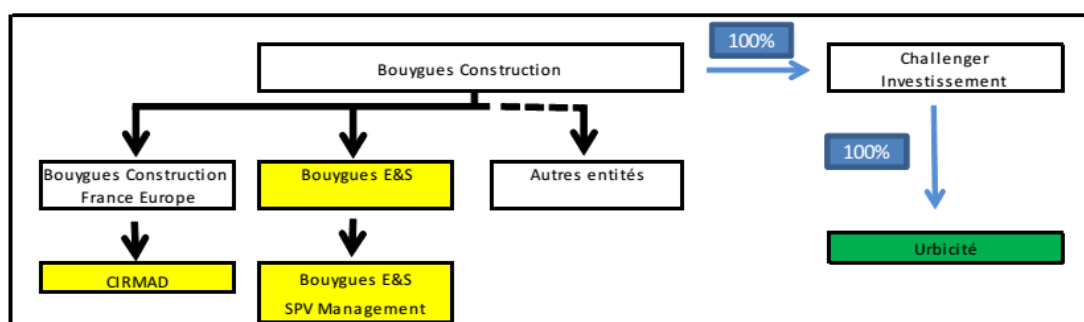 100%
Bouygues Construction
Challenger
Investissement
100%
Bouygues Construction
France Europe
Bouygues E&S
Autres entités
Urbicité
CIRMAD
Bouygues E&S
SPV Management